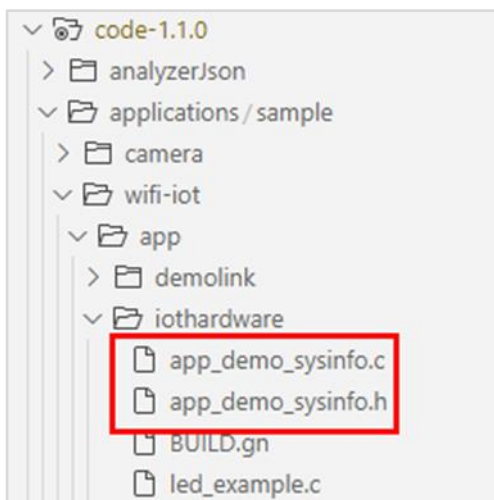 code-1.1.0
analyzerJson
applications/sample
camera
wifi-iot
app
demolink
iothardware
app_demo_sysinfo.c
app_demo_sysinfo.h
BUILD.gn
led_example.c